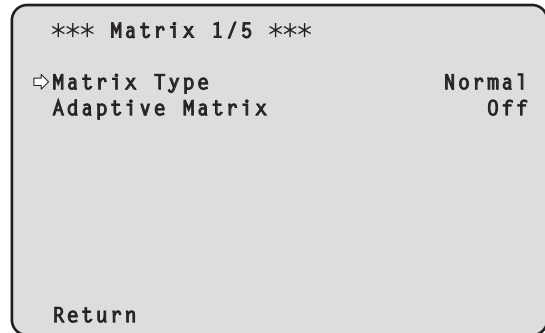 *** Matrix 1/5 ***
⇨Matrix Type Normal
Adaptive Matrix Off
Return